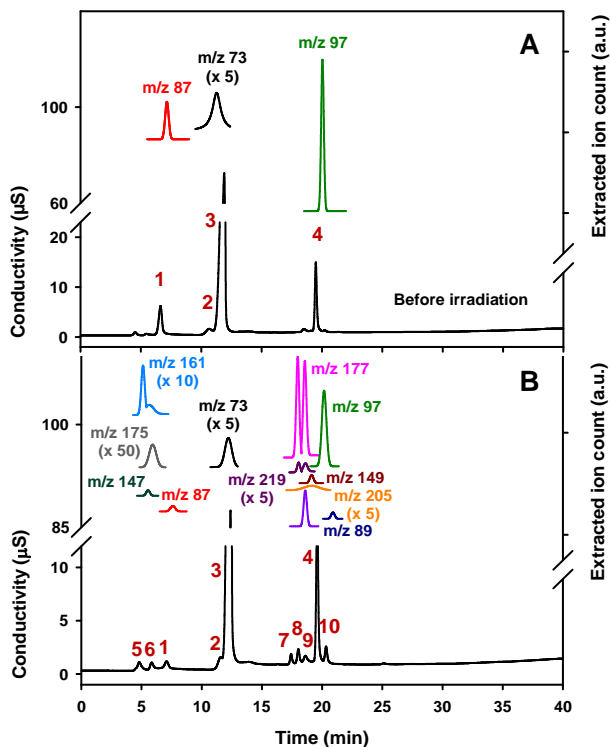 A
m/z 97
m/z 73
(x 5)
m/z 87
100
60
20
10
0
Conductivity (µS)
Extracted ion count (a.u.)
1
2
3
4
Before irradiation
B
m/z 161
(x 10)
m/z 177
m/z 73
(x 5)
m/z 97
m/z 175
(x 50)
m/z 147
m/z 87
m/z 219
(x 5)
m/z 149
m/z 205
(x 5)
m/z 89
100
85
10
5
0
Conductivity (µS)
Extracted ion count (a.u.)
5
6
1
2
3
7
8
9
4
10
0
5
10
15
20
25
30
35
40
Time (min)